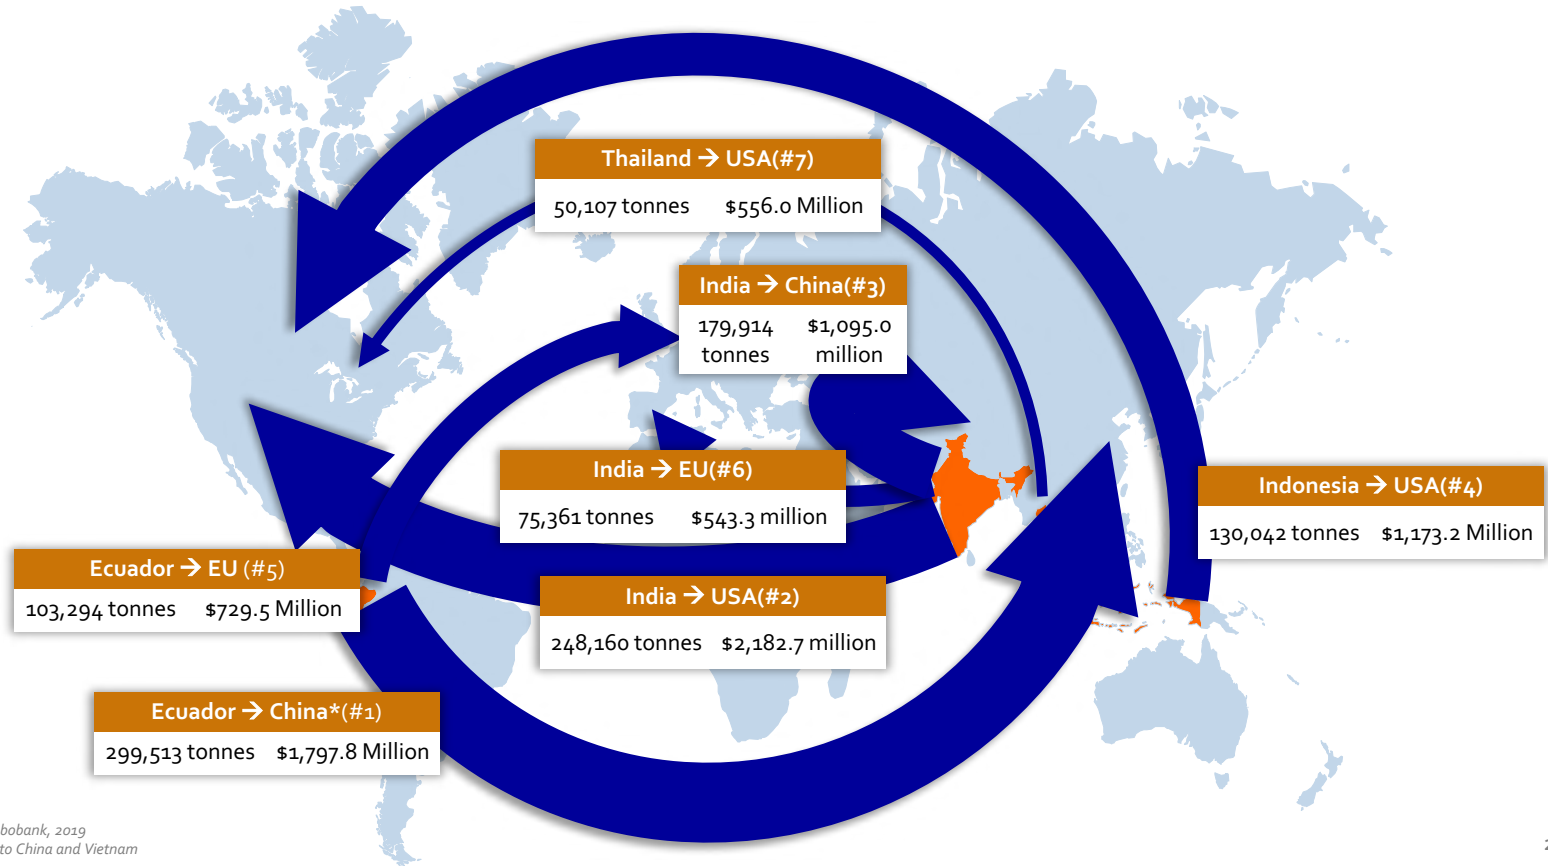 Thailand → USA(#7)
50,107 tonnes $556.0 Million
India → China(#3)
179,914 tonnes $1,095.0 million
India → EU(#6)
75,361 tonnes $543.3 million
Indonesia → USA(#4)
130,042 tonnes $1,173.2 Million
Ecuador → EU (#5)
103,294 tonnes $729.5 Million
India → USA(#2)
248,160 tonnes $2,182.7 million
Ecuador → China*(#1)
299,513 tonnes $1,797.8 Million
bobank, 2019
to China and Vietnam